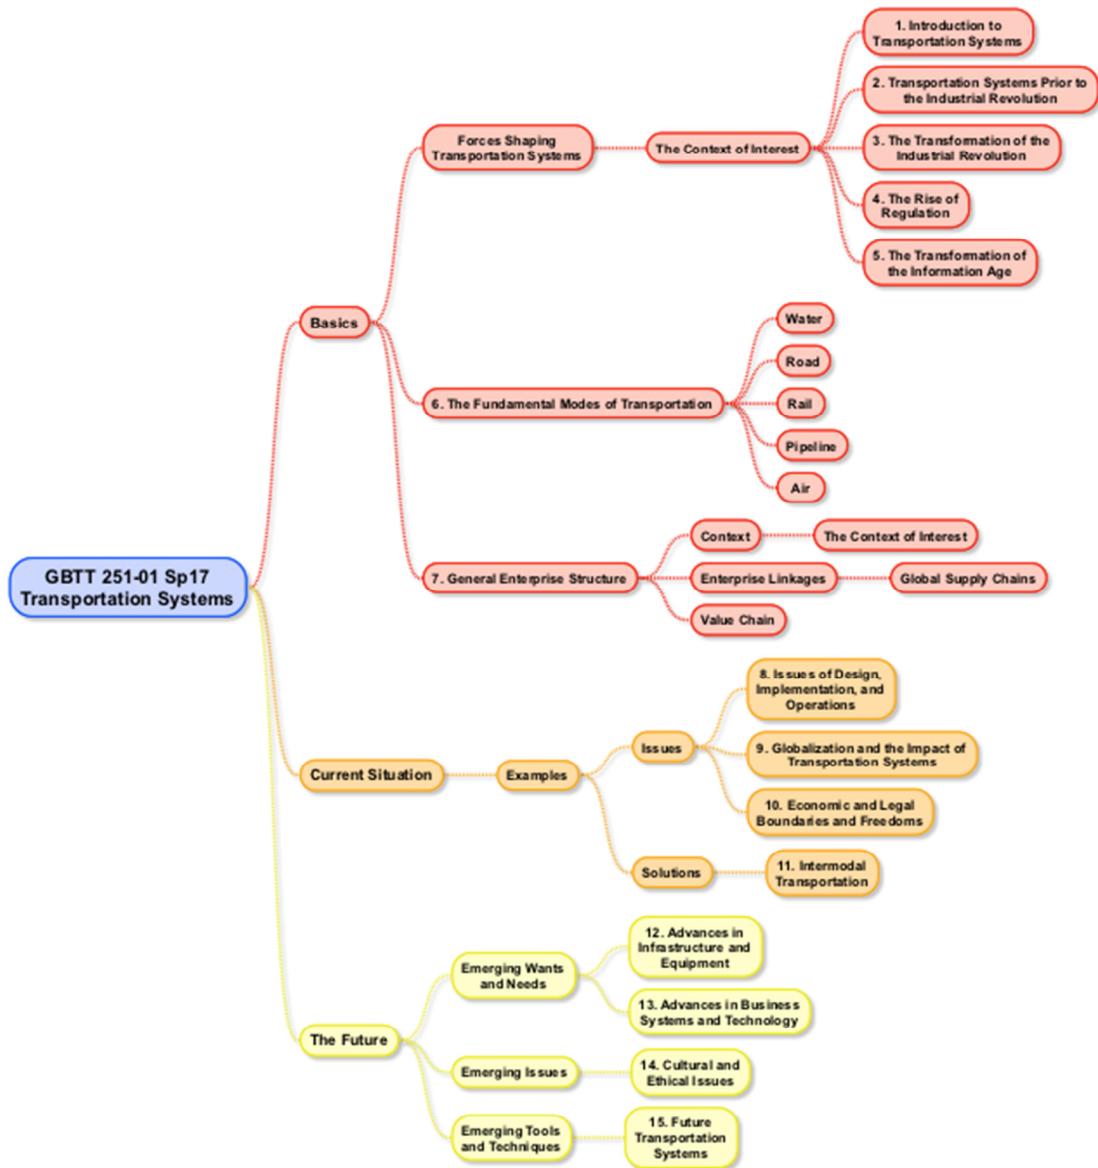 GBTT 251-01 Sp17
Transportation Systems
Basics
Forces Shaping
Transportation Systems
The Context of Interest
1. Introduction to
Transportation Systems
2. Transportation Systems Prior to
the Industrial Revolution
3. The Transformation of the
Industrial Revolution
4. The Rise of
Regulation
5. The Transformation of
the Information Age
6. The Fundamental Modes of Transportation
Water
Road
Rail
Pipeline
Air
7. General Enterprise Structure
Context
The Context of Interest
Enterprise Linkages
Global Supply Chains
Value Chain
Current Situation
Examples
Issues
8. Issues of Design,
Implementation, and
Operations
9. Globalization and the Impact of
Transportation Systems
10. Economic and Legal
Boundaries and Freedoms
Solutions
11. Intermodal
Transportation
The Future
Emerging Wants
and Needs
12. Advances in
Infrastructure and
Equipment
13. Advances in Business
Systems and Technology
Emerging Issues
14. Cultural and
Ethical Issues
Emerging Tools
and Techniques
15. Future
Transportation
Systems